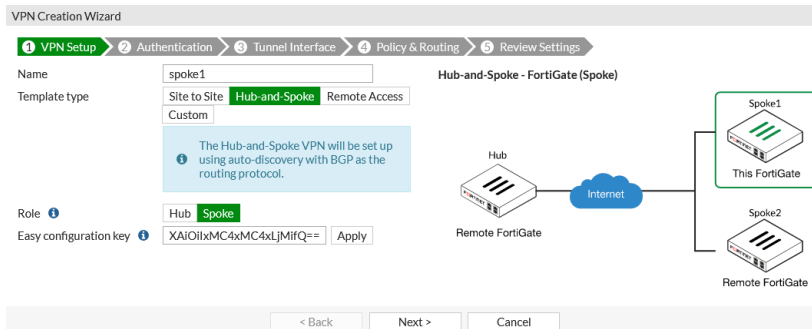 VPN Creation Wizard
1 VPN Setup 2 Authentication 3 Tunnel Interface 4 Policy & Routing 5 Review Settings
Name spoke1
Template type Site to Site Hub-and-Spoke Remote Access
Custom
The Hub-and-Spoke VPN will be set up
using auto-discovery with BGP as the
routing protocol.
Role Hub Spoke
Easy configuration key XAiOiIxMC4xMC4xLjMifQ== Apply
Hub-and-Spoke - FortiGate (Spoke)
Spoke1
This FortiGate
Hub
Internet
Remote FortiGate
Spoke2
Remote FortiGate
< Back Next > Cancel